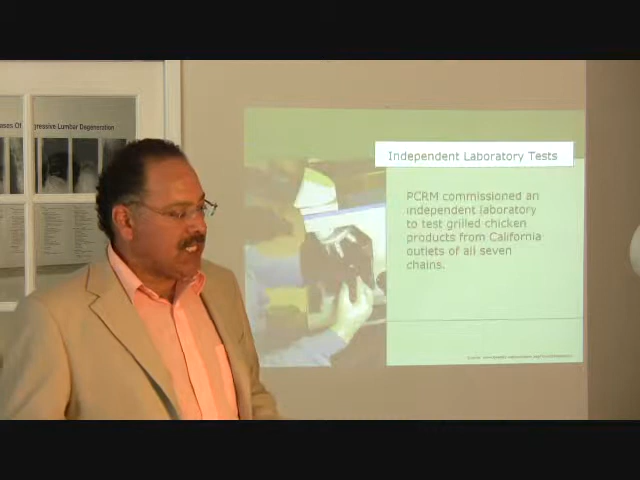 Lumbar Degeneration
Independent Laboratory Tests
PCRM commissioned an
independent laboratory
to test grilled chicken
products from California
outlets of all seven
chains.